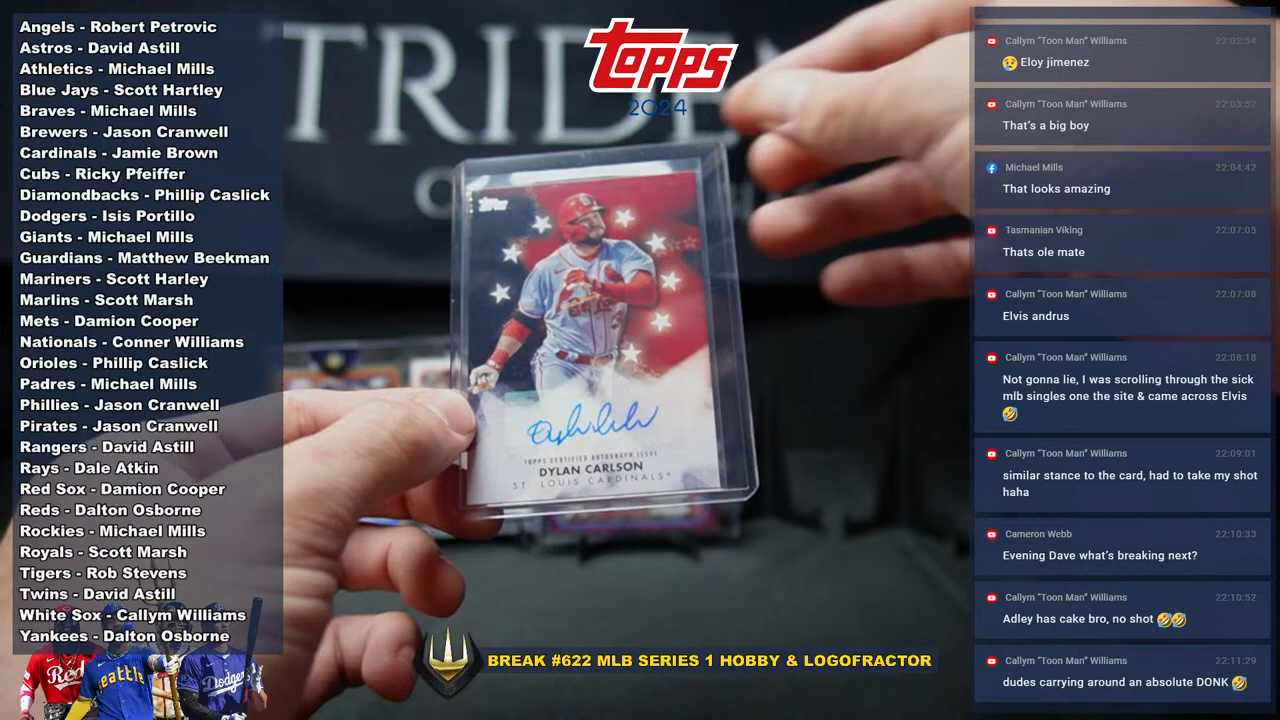 Angels - Robert Petrovic
Astros - David Astill
Athletics - Michael Mills
Blue Jays - Scott Hartley
Braves - Michael Mills
Brewers - Jason Cranwell
Cardinals - Jamie Brown
Cubs - Ricky Pfeiffer
Diamondbacks - Phillip Caslick
Dodgers - Isis Portillo
Giants - Michael Mills
Guardians - Matthew Beekman
Mariners - Scott Harley
Marlins - Scott Marsh
Mets - Damion Cooper
Nationals - Conner Williams
Orioles - Phillip Caslick
Padres - Michael Mills
Phillies - Jason Cranwell
Pirates - Jason Cranwell
Rangers - David Astill
Rays - Dale Atkin
Red Sox - Damion Cooper
Reds - Dalton Osborne
Rockies - Michael Mills
Royals - Scott Marsh
Tigers - Rob Stevens
Twins - David Astill
White Sox - Callym Williams
Yankees - Dalton Osborne
Reds
Seattle
Dodgers
TRIDE
Topps
2024
Topps
TOPPS CERTIFIED AUTOGRAPH ISSUE
DYLAN CARLSON
ST. LOUIS CARDINALS®
BREAK #622 MLB SERIES 1 HOBBY & LOGOFRACTOR
Callym “Toon Man” Williams 22:02:54
😢 Eloy jimenez
Callym “Toon Man” Williams 22:03:52
That's a big boy
Michael Mills 22:04:42
That looks amazing
Tasmanian Viking 22:07:05
Thats ole mate
Callym “Toon Man” Williams 22:07:08
Elvis andrus
Callym “Toon Man” Williams 22:08:18
Not gonna lie, I was scrolling through the sick
mlb singles one the site & came across Elvis
🤣
Callym “Toon Man” Williams 22:09:01
similar stance to the card, had to take my shot
haha
Cameron Webb 22:10:33
Evening Dave what's breaking next?
Callym “Toon Man” Williams 22:10:52
Adley has cake bro, no shot 🤣🤣
Callym “Toon Man” Williams 22:11:29
dudes carrying around an absolute DONK 🤣